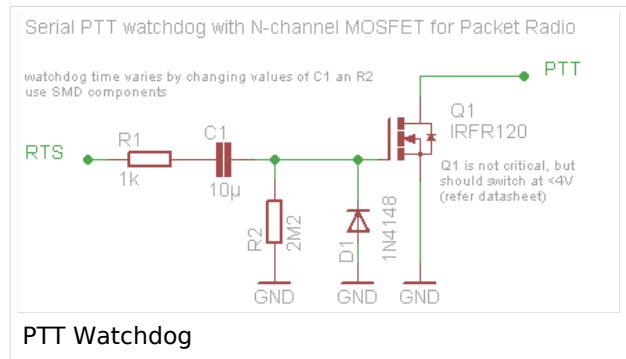 Serial PTT watchdog with N-channel MOSFET for Packet Radio
watchdog time varies by changing values of C1 an R2
use SMD components
PTT
Q1
IRFR120
Q1 is not critical, but
should switch at <4V
(refer datasheet)
RTS
R1
1k
C1
10µ
R2
2M2
D1
1N4148
GND
GND
GND
PTT Watchdog